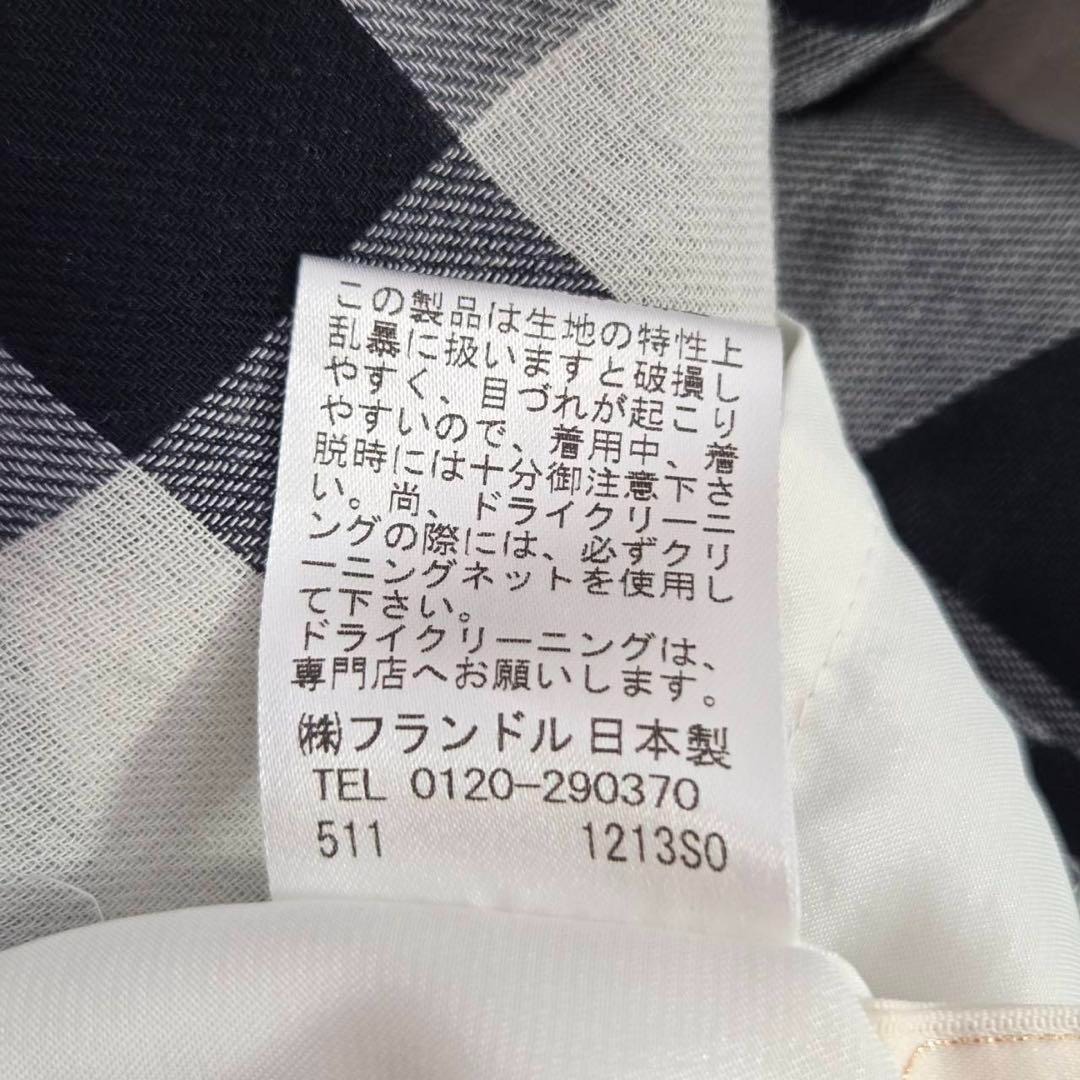 この製品は生地の特性上
乱暴に扱いますと破損し
やすく、目づれが起こり
やすいので、着用中、着
脱時には十分御注意下さ
い。尚、ドライクリーニ
ングの際には、必ずクリ
ーニングネットを使用し
て下さい。
ドライクリーニングは、
専門店へお願いします。
㈱フランドル 日本製
TEL 0120-290370
511 1213S0